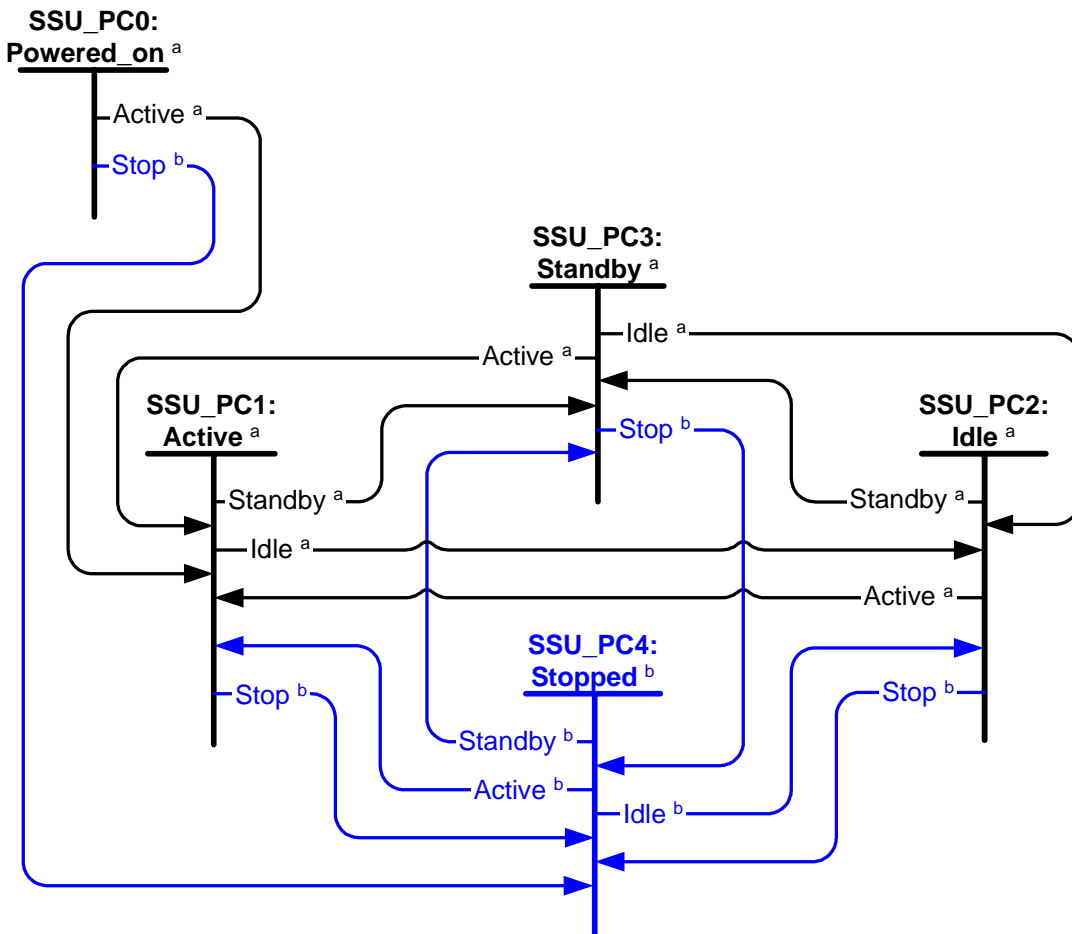 SSU_PC0:
Powered_on a
Active a
Stop b
SSU_PC3:
Standby a
Idle a
Active a
Stop b
SSU_PC1:
Active a
Standby a
Idle a
Stop b
SSU_PC2:
Idle a
Standby a
Active a
Stop b
SSU_PC4:
Stopped b
Standby b
Active b
Idle b